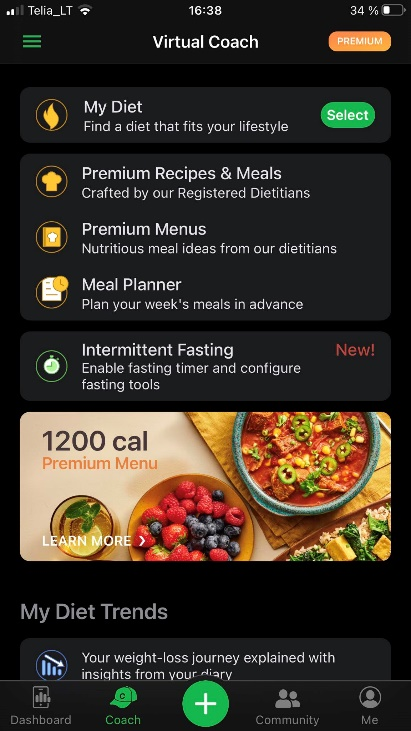 Telia_LT 16:38 34 %
Virtual Coach PREMIUM
My Diet
Find a diet that fits your lifestyle
Select
Premium Recipes & Meals
Crafted by our Registered Dietitians
Premium Menus
Nutritious meal ideas from our dietitians
Meal Planner
Plan your week's meals in advance
Intermittent Fasting New!
Enable fasting timer and configure
fasting tools
1200 cal
Premium Menu
LEARN MORE ❯
My Diet Trends
Your weight-loss journey explained with
insights from your diary
Dashboard Coach Community Me